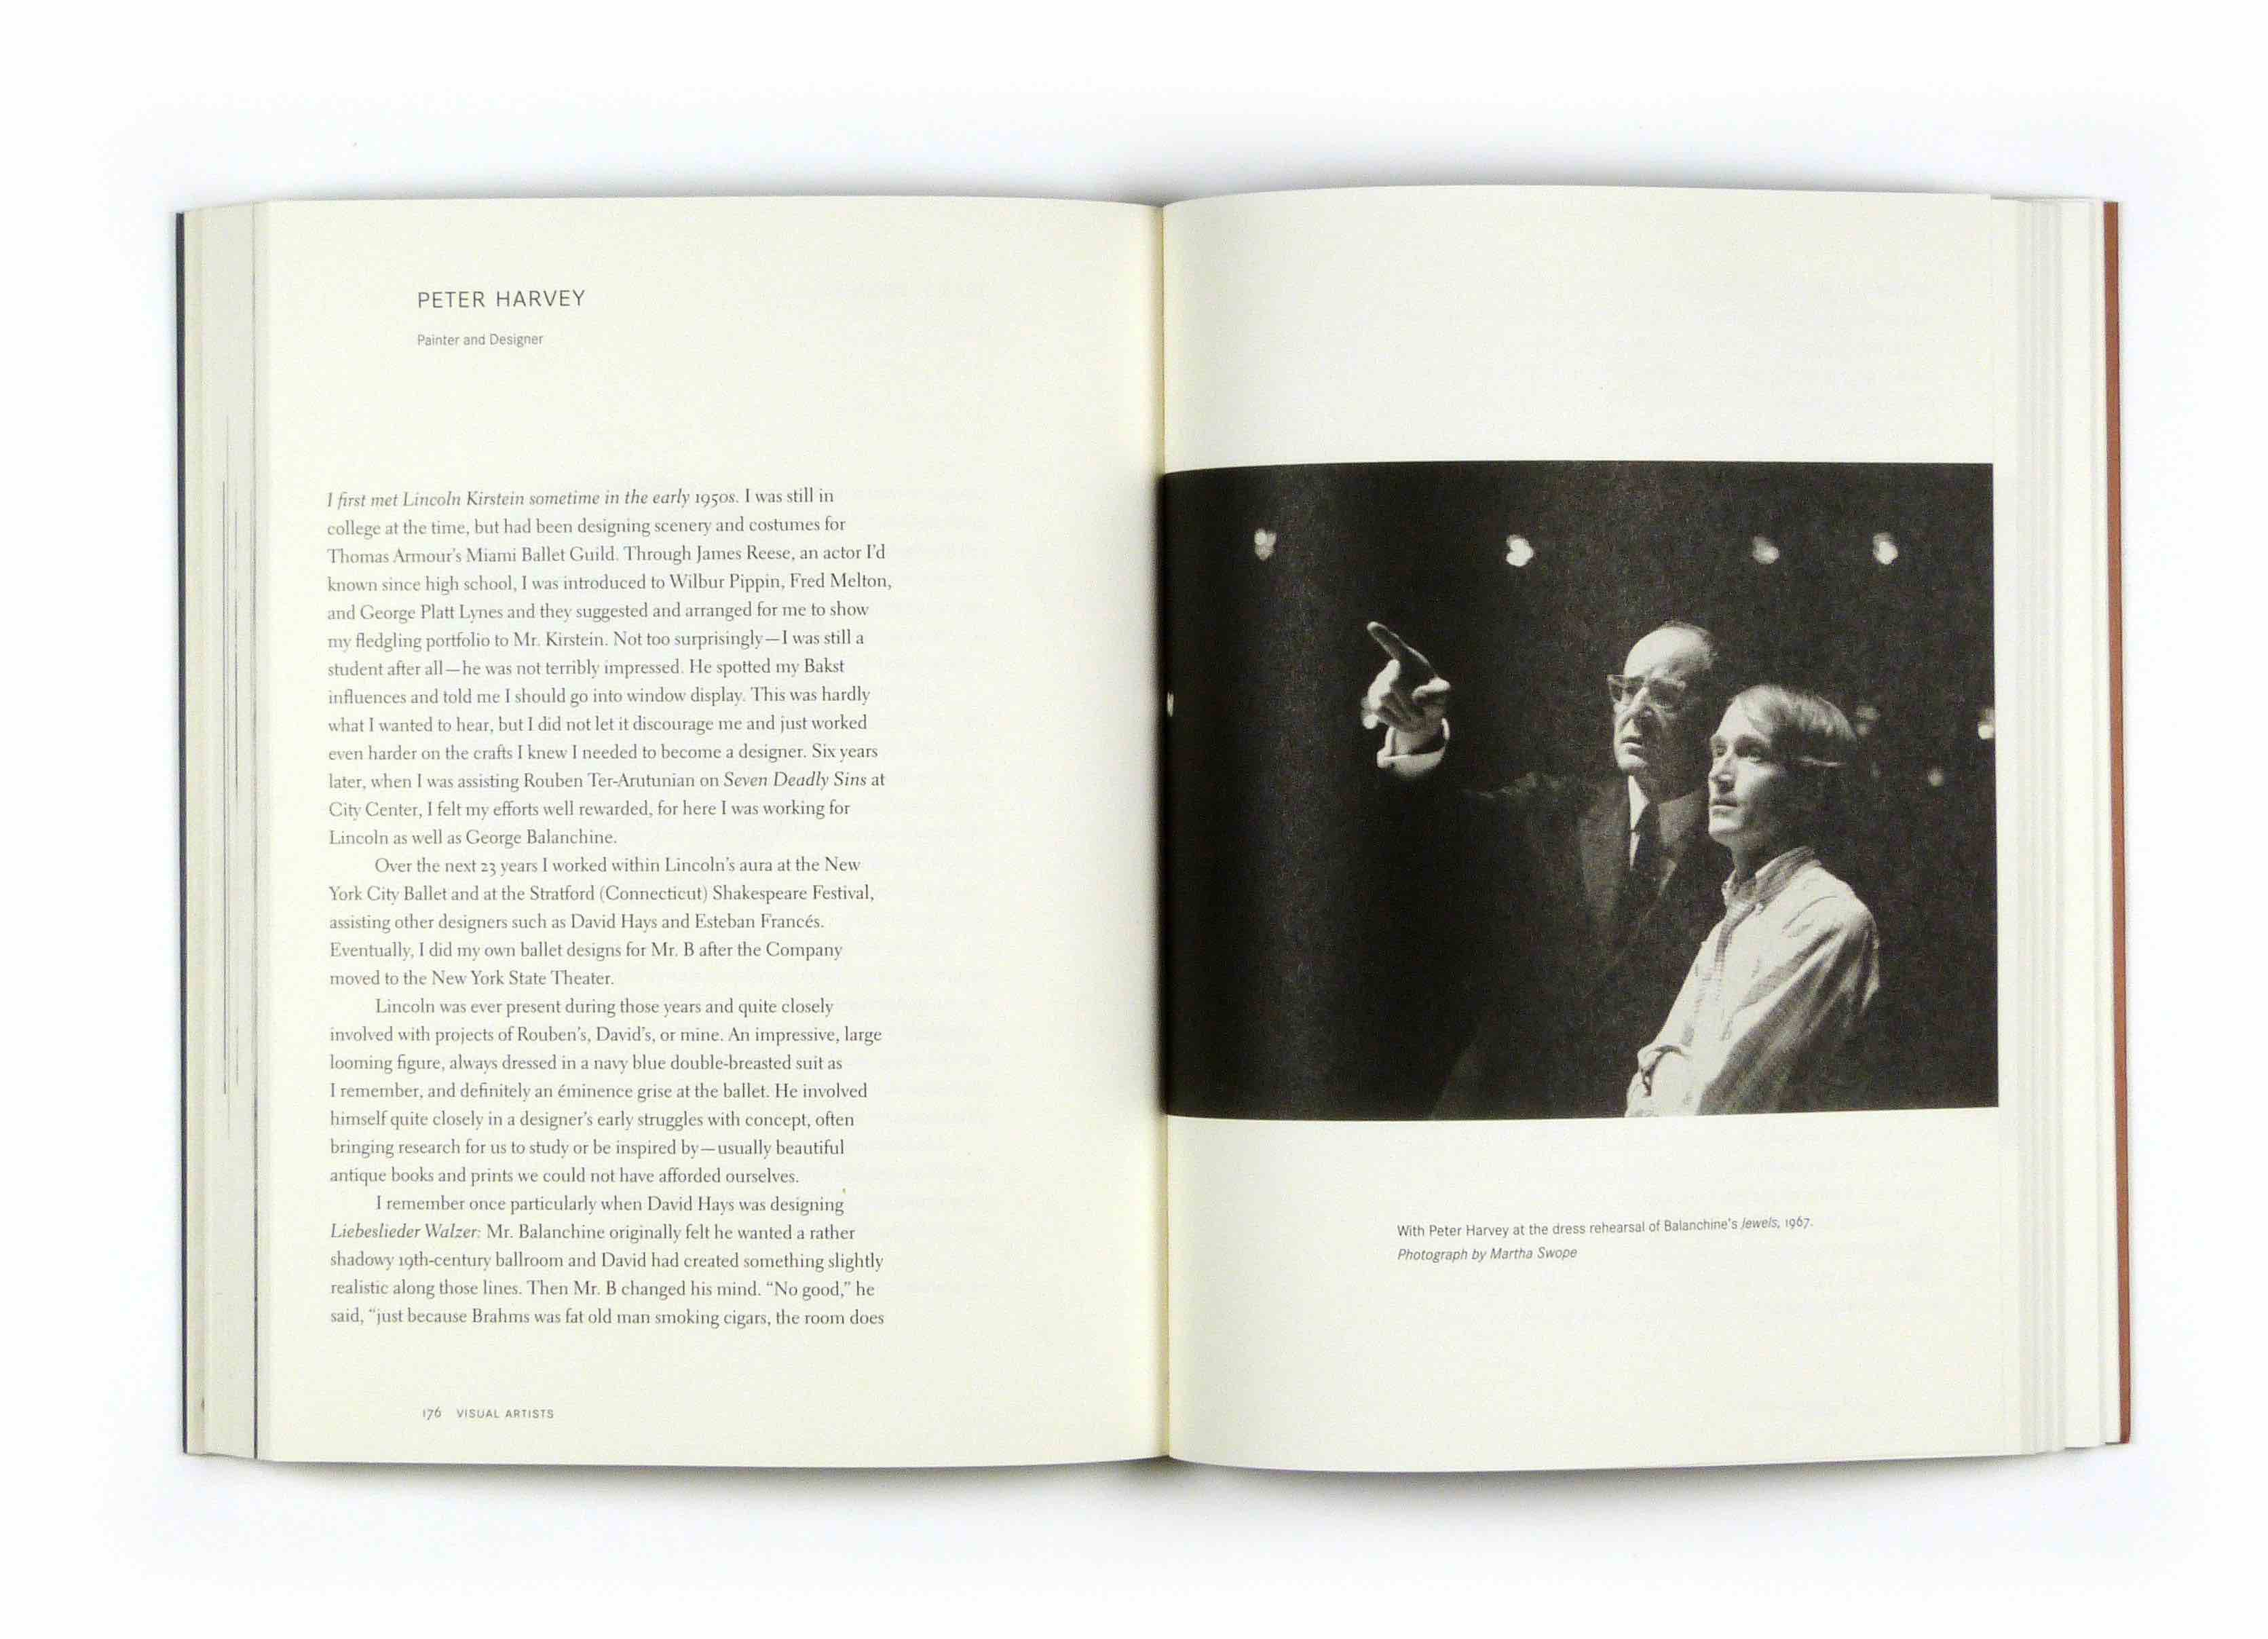 PETER HARVEY
Painter and Designer
I first met Lincoln Kirstein sometime in the early 1950s. I was still in
college at the time, but had been designing scenery and costumes for
Thomas Armour's Miami Ballet Guild. Through James Reese, an actor I'd
known since high school, I was introduced to Wilbur Pippin, Fred Melton,
and George Platt Lynes and they suggested and arranged for me to show
my fledgling portfolio to Mr. Kirstein. Not too surprisingly—I was still a
student after all—he was not terribly impressed. He spotted my Bakst
influences and told me I should go into window display. This was hardly
what I wanted to hear, but I did not let it discourage me and just worked
even harder on the crafts I knew I needed to become a designer. Six years
later, when I was assisting Rouben Ter-Arutunian on Seven Deadly Sins at
City Center, I felt my efforts well rewarded, for here I was working for
Lincoln as well as George Balanchine.
Over the next 23 years I worked within Lincoln's aura at the New
York City Ballet and at the Stratford (Connecticut) Shakespeare Festival,
assisting other designers such as David Hays and Esteban Francés.
Eventually, I did my own ballet designs for Mr. B after the Company
moved to the New York State Theater.
Lincoln was ever present during those years and quite closely
involved with projects of Rouben's, David's, or mine. An impressive, large
looming figure, always dressed in a navy blue double-breasted suit as
I remember, and definitely an éminence grise at the ballet. He involved
himself quite closely in a designer's early struggles with concept, often
bringing research for us to study or be inspired by—usually beautiful
antique books and prints we could not have afforded ourselves.
I remember once particularly when David Hays was designing
Liebeslieder Walzer: Mr. Balanchine originally felt he wanted a rather
shadowy 19th-century ballroom and David had created something slightly
realistic along those lines. Then Mr. B changed his mind. "No good," he
said, "just because Brahms was fat old man smoking cigars, the room does
176 VISUAL ARTISTS
With Peter Harvey at the dress rehearsal of Balanchine's Jewels, 1967.
Photograph by Martha Swope